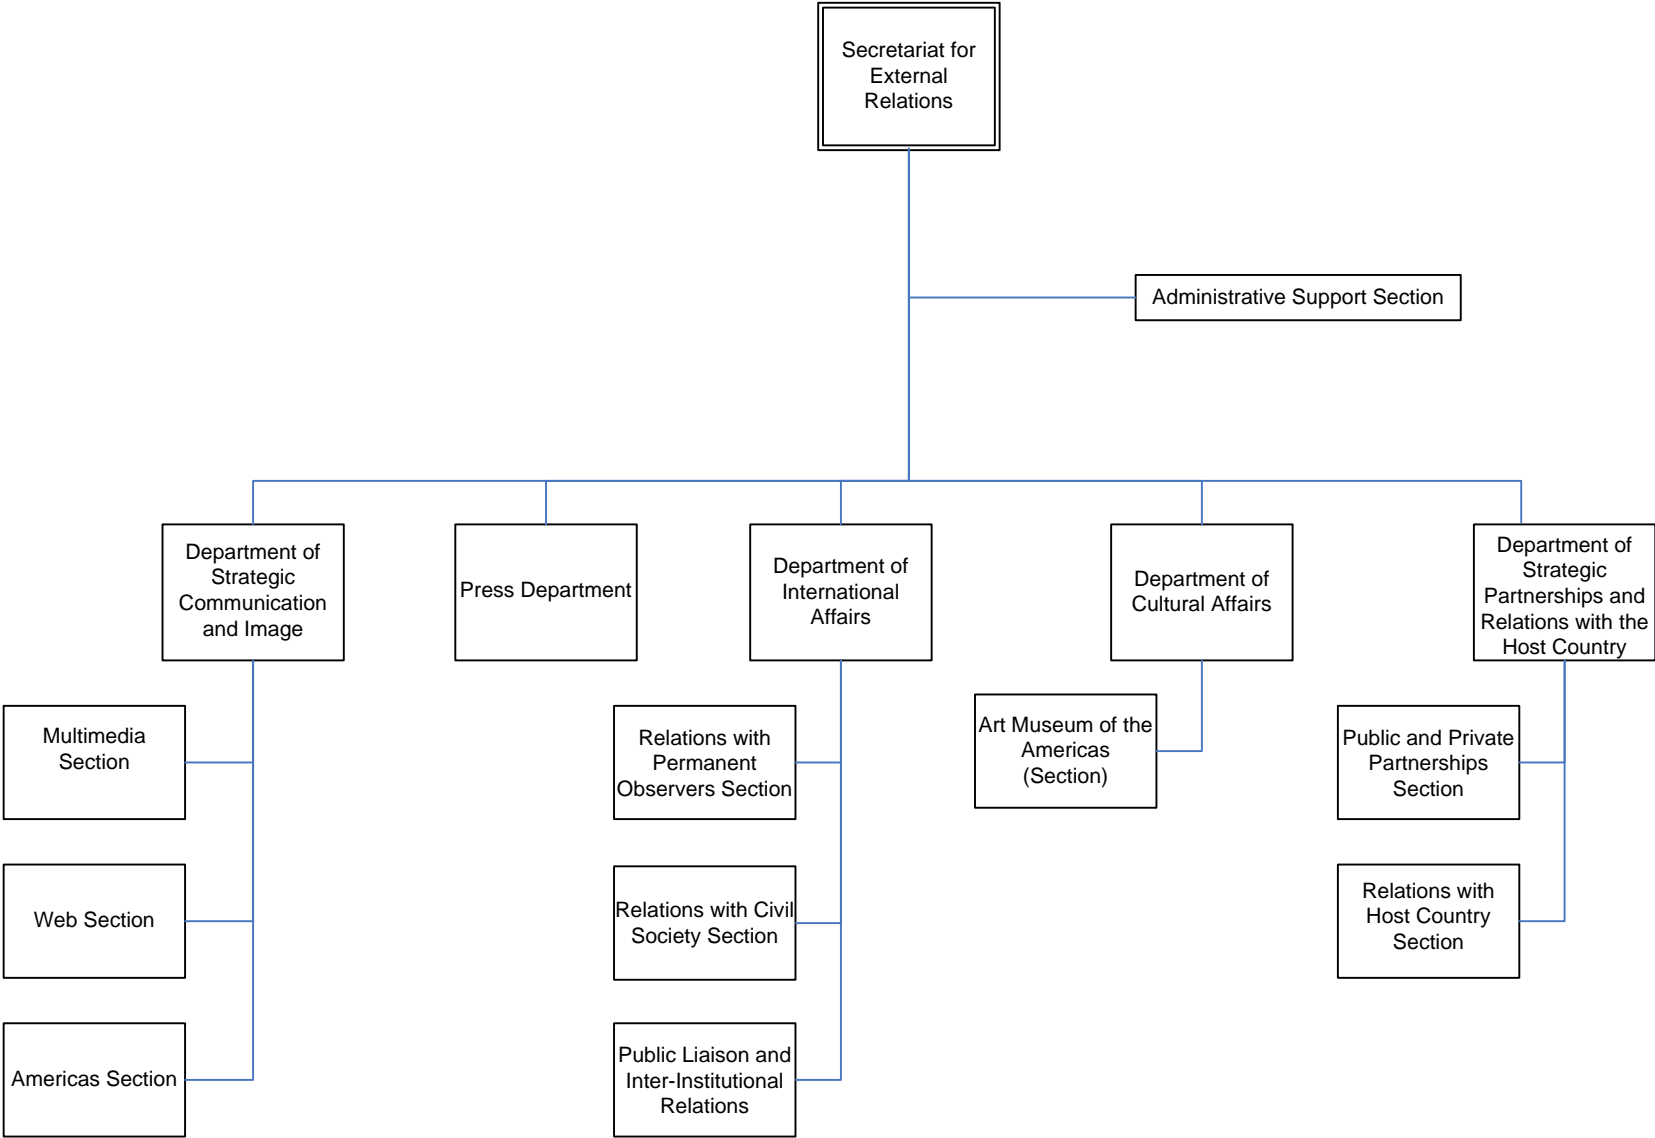 Secretariat for
External
Relations
Administrative Support Section
Department of
Strategic
Communication
and Image
Press Department
Department of
International
Affairs
Department of
Cultural Affairs
Department of
Strategic
Partnerships and
Relations with the
Host Country
Multimedia
Section
Relations with
Permanent
Observers Section
Art Museum of the
Americas
(Section)
Public and Private
Partnerships
Section
Web Section
Relations with Civil
Society Section
Relations with
Host Country
Section
Americas Section
Public Liaison and
Inter-Institutional
Relations